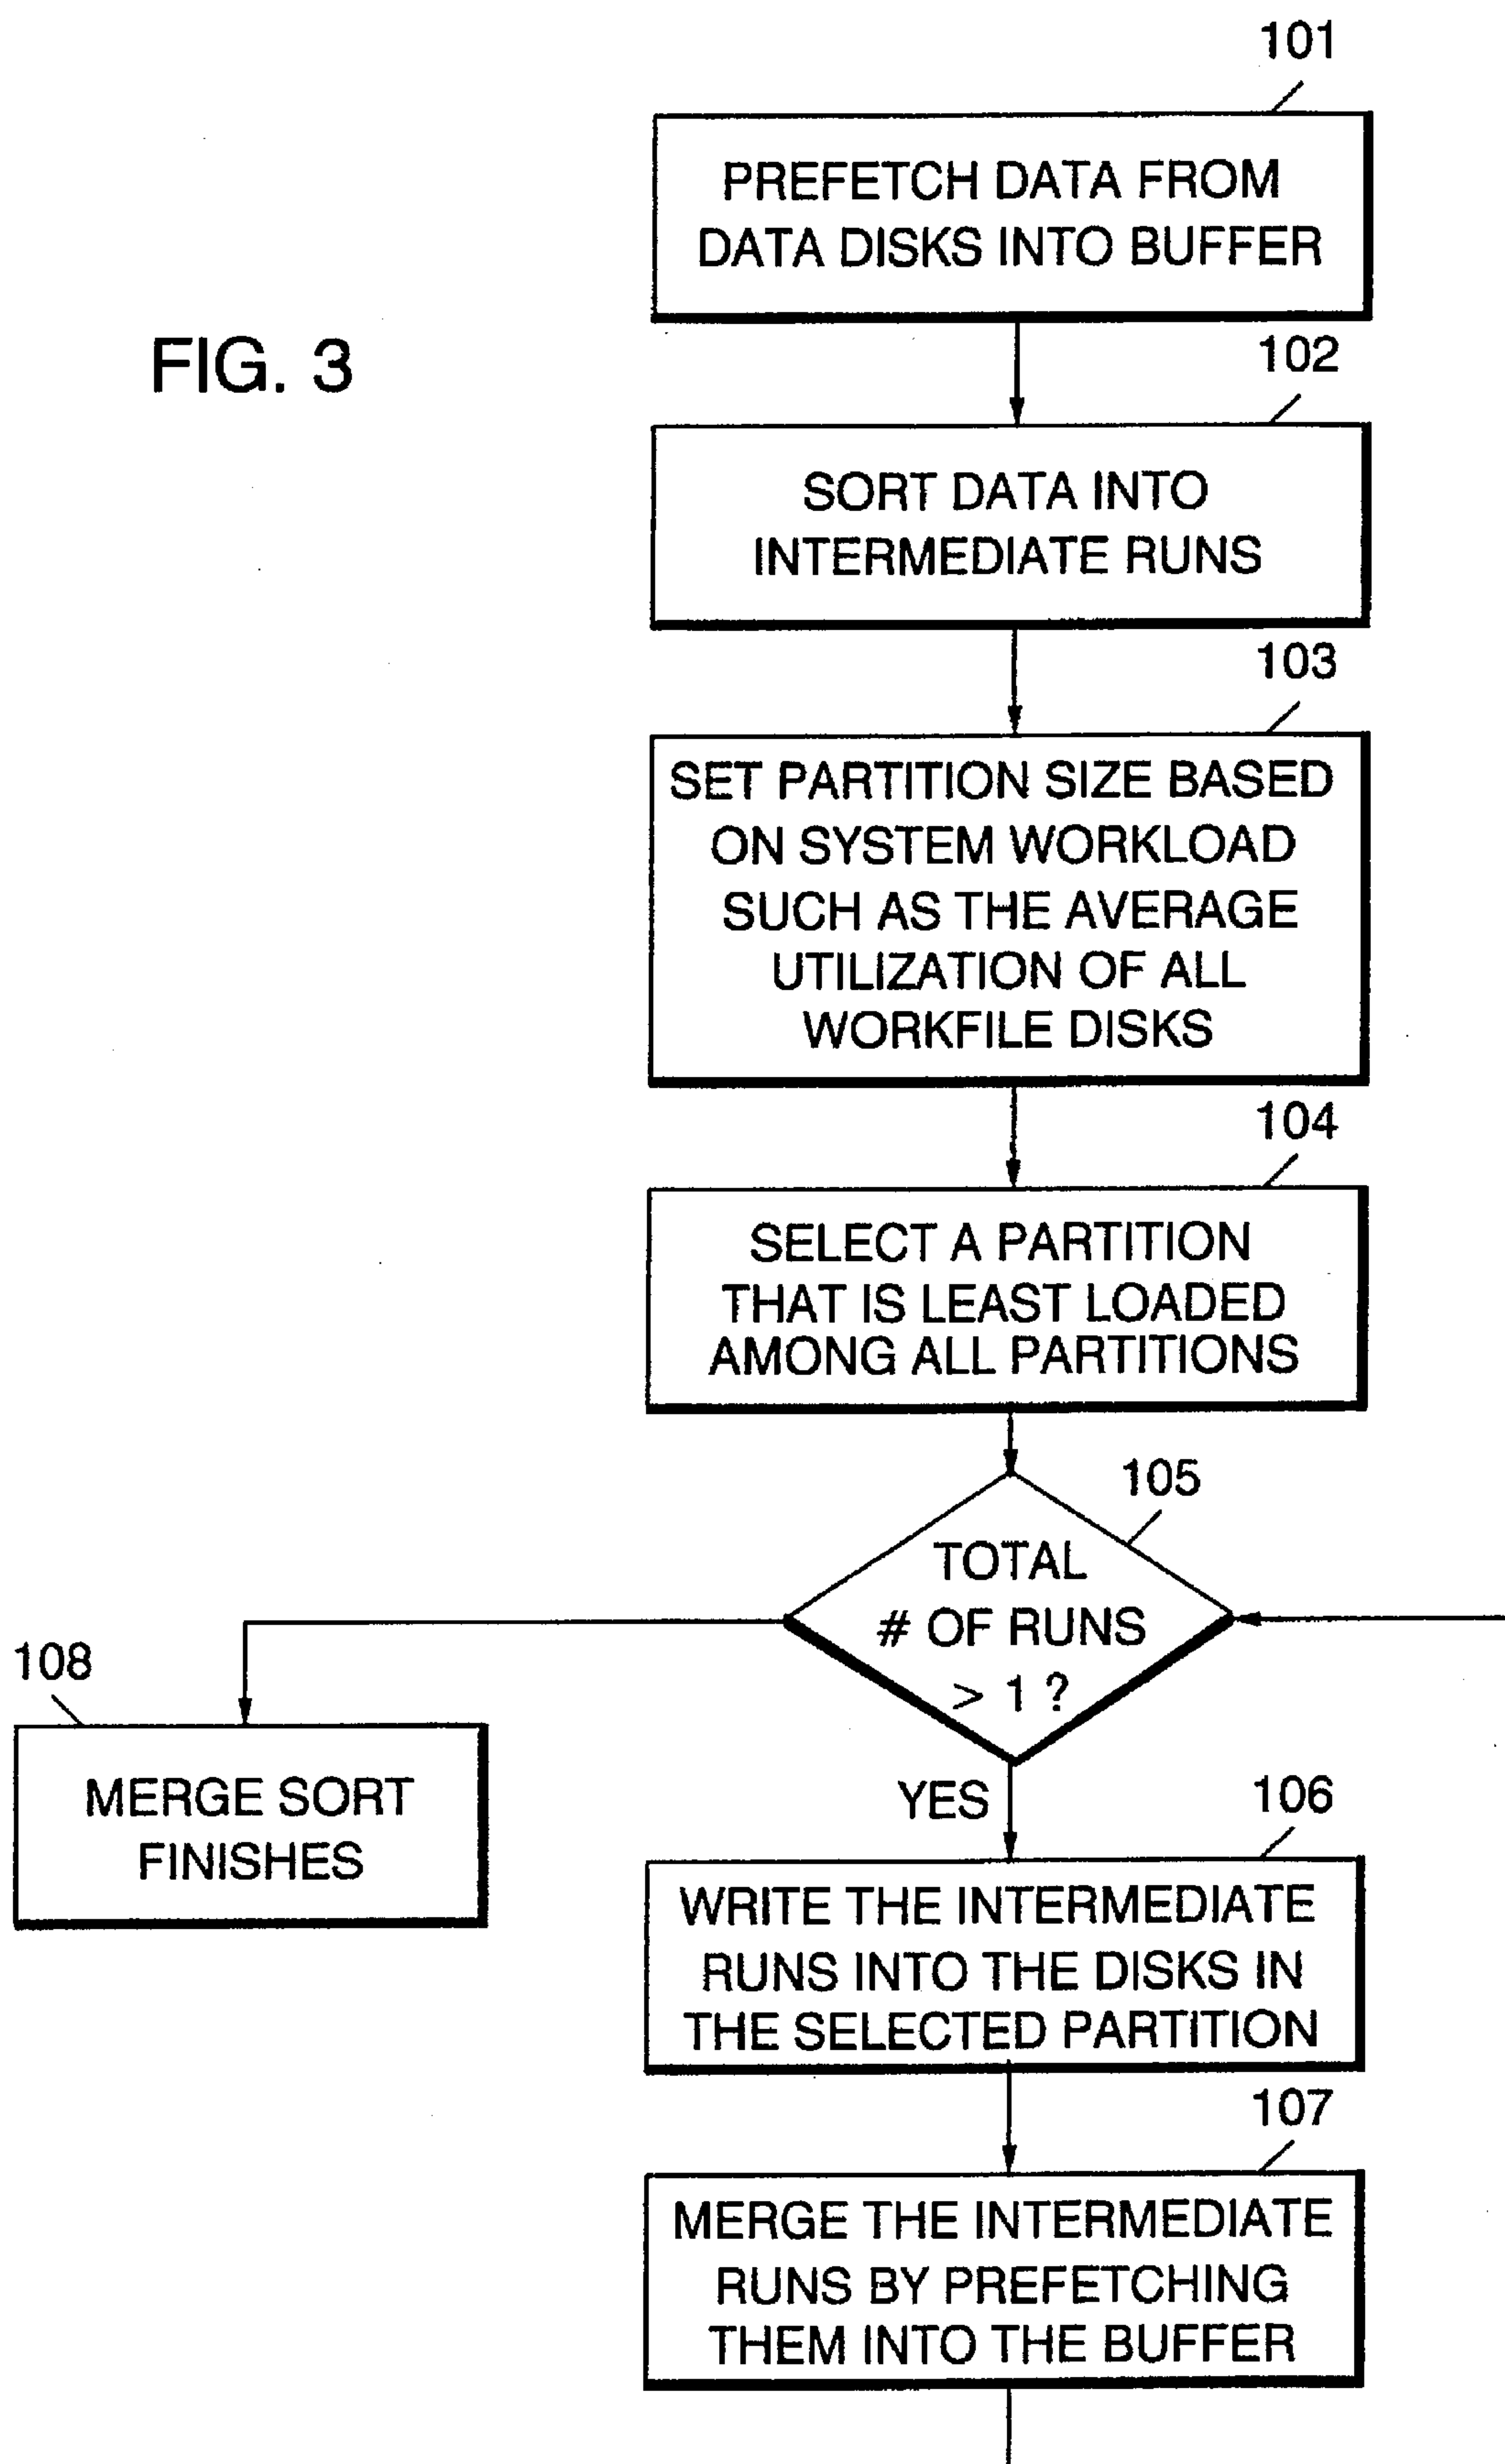 101
PREFETCH DATA FROM
DATA DISKS INTO BUFFER
FIG. 3
102
SORT DATA INTO
INTERMEDIATE RUNS
103
SET PARTITION SIZE BASED
ON SYSTEM WORKLOAD
SUCH AS THE AVERAGE
UTILIZATION OF ALL
WORKFILE DISKS
104
SELECT A PARTITION
THAT IS LEAST LOADED
AMONG ALL PARTITIONS
105
TOTAL
# OF RUNS
> 1 ?
108
MERGE SORT
FINISHES
YES
106
WRITE THE INTERMEDIATE
RUNS INTO THE DISKS IN
THE SELECTED PARTITION
107
MERGE THE INTERMEDIATE
RUNS BY PREFETCHING
THEM INTO THE BUFFER